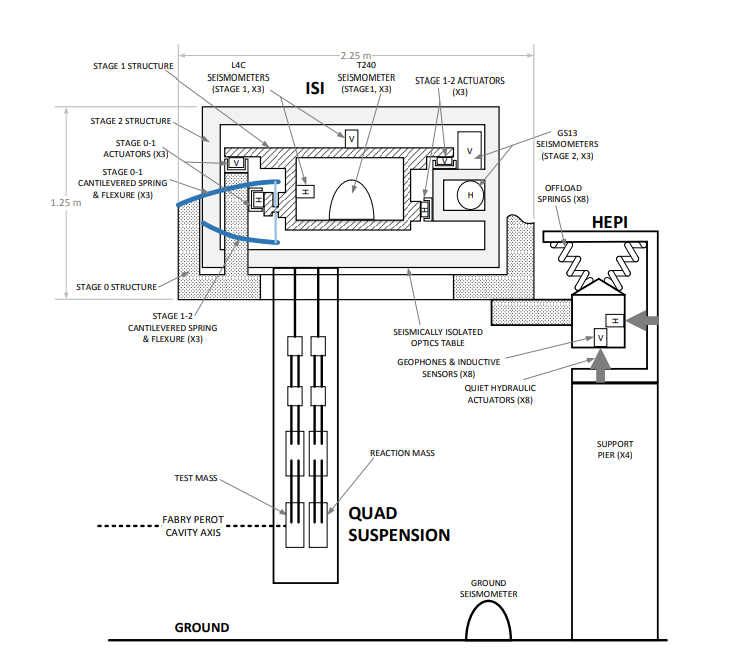 2.25 m
STAGE 1 STRUCTURE
L4C
SEISMOMETERS
(STAGE 1, X3)
ISI
T240
SEISMOMETER
(STAGE1, X3)
STAGE 1-2 ACTUATORS
(X3)
STAGE 2 STRUCTURE
STAGE 0-1
ACTUATORS (X3)
STAGE 0-1
CANTILEVERED SPRING
& FLEXURE (X3)
GS13
SEISMOMETERS
(STAGE 2, X3)
V
V
V
V
H
H
H
H
H
OFFLOAD
SPRINGS (X8)
1.25 m
HEPI
STAGE 0 STRUCTURE
STAGE 1-2
CANTILEVERED SPRING
& FLEXURE (X3)
SEISMICALLY ISOLATED
OPTICS TABLE
H
V
GEOPHONES & INDUCTIVE
SENSORS (X8)
QUIET HYDRAULIC
ACTUATORS (X8)
SUPPORT
PIER (X4)
REACTION MASS
TEST MASS
QUAD
SUSPENSION
FABRY PEROT
CAVITY AXIS
GROUND
SEISMOMETER
GROUND